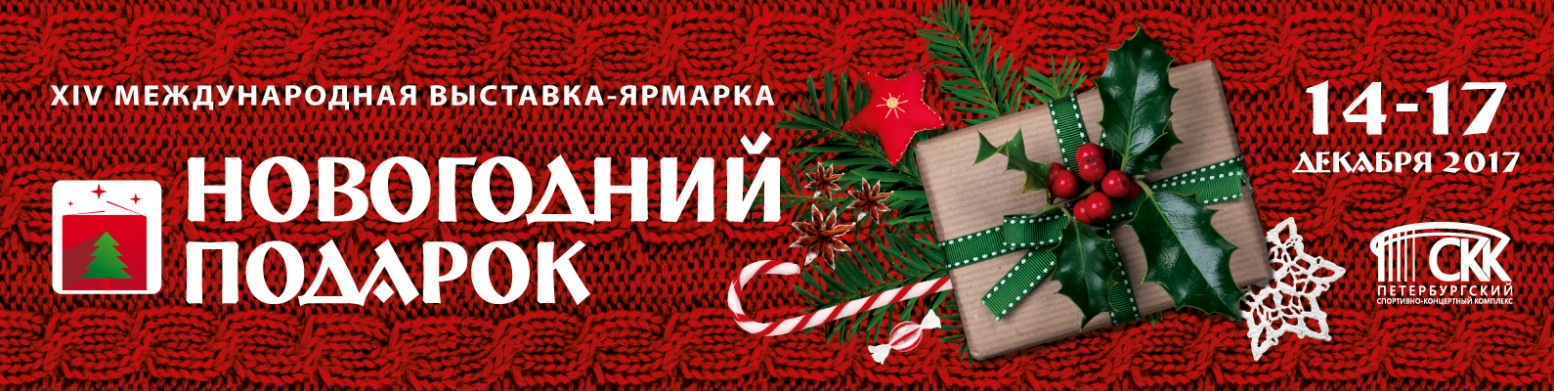 XIV МЕЖДУНАРОДНАЯ ВЫСТАВКА-ЯРМАРКА
НОВОГОДНИЙ
ПОДАРОК
14-17
ДЕКАБРЯ 2017
СКК
ПЕТЕРБУРГСКИЙ
СПОРТИВНО-КОНЦЕРТНЫЙ КОМПЛЕКС